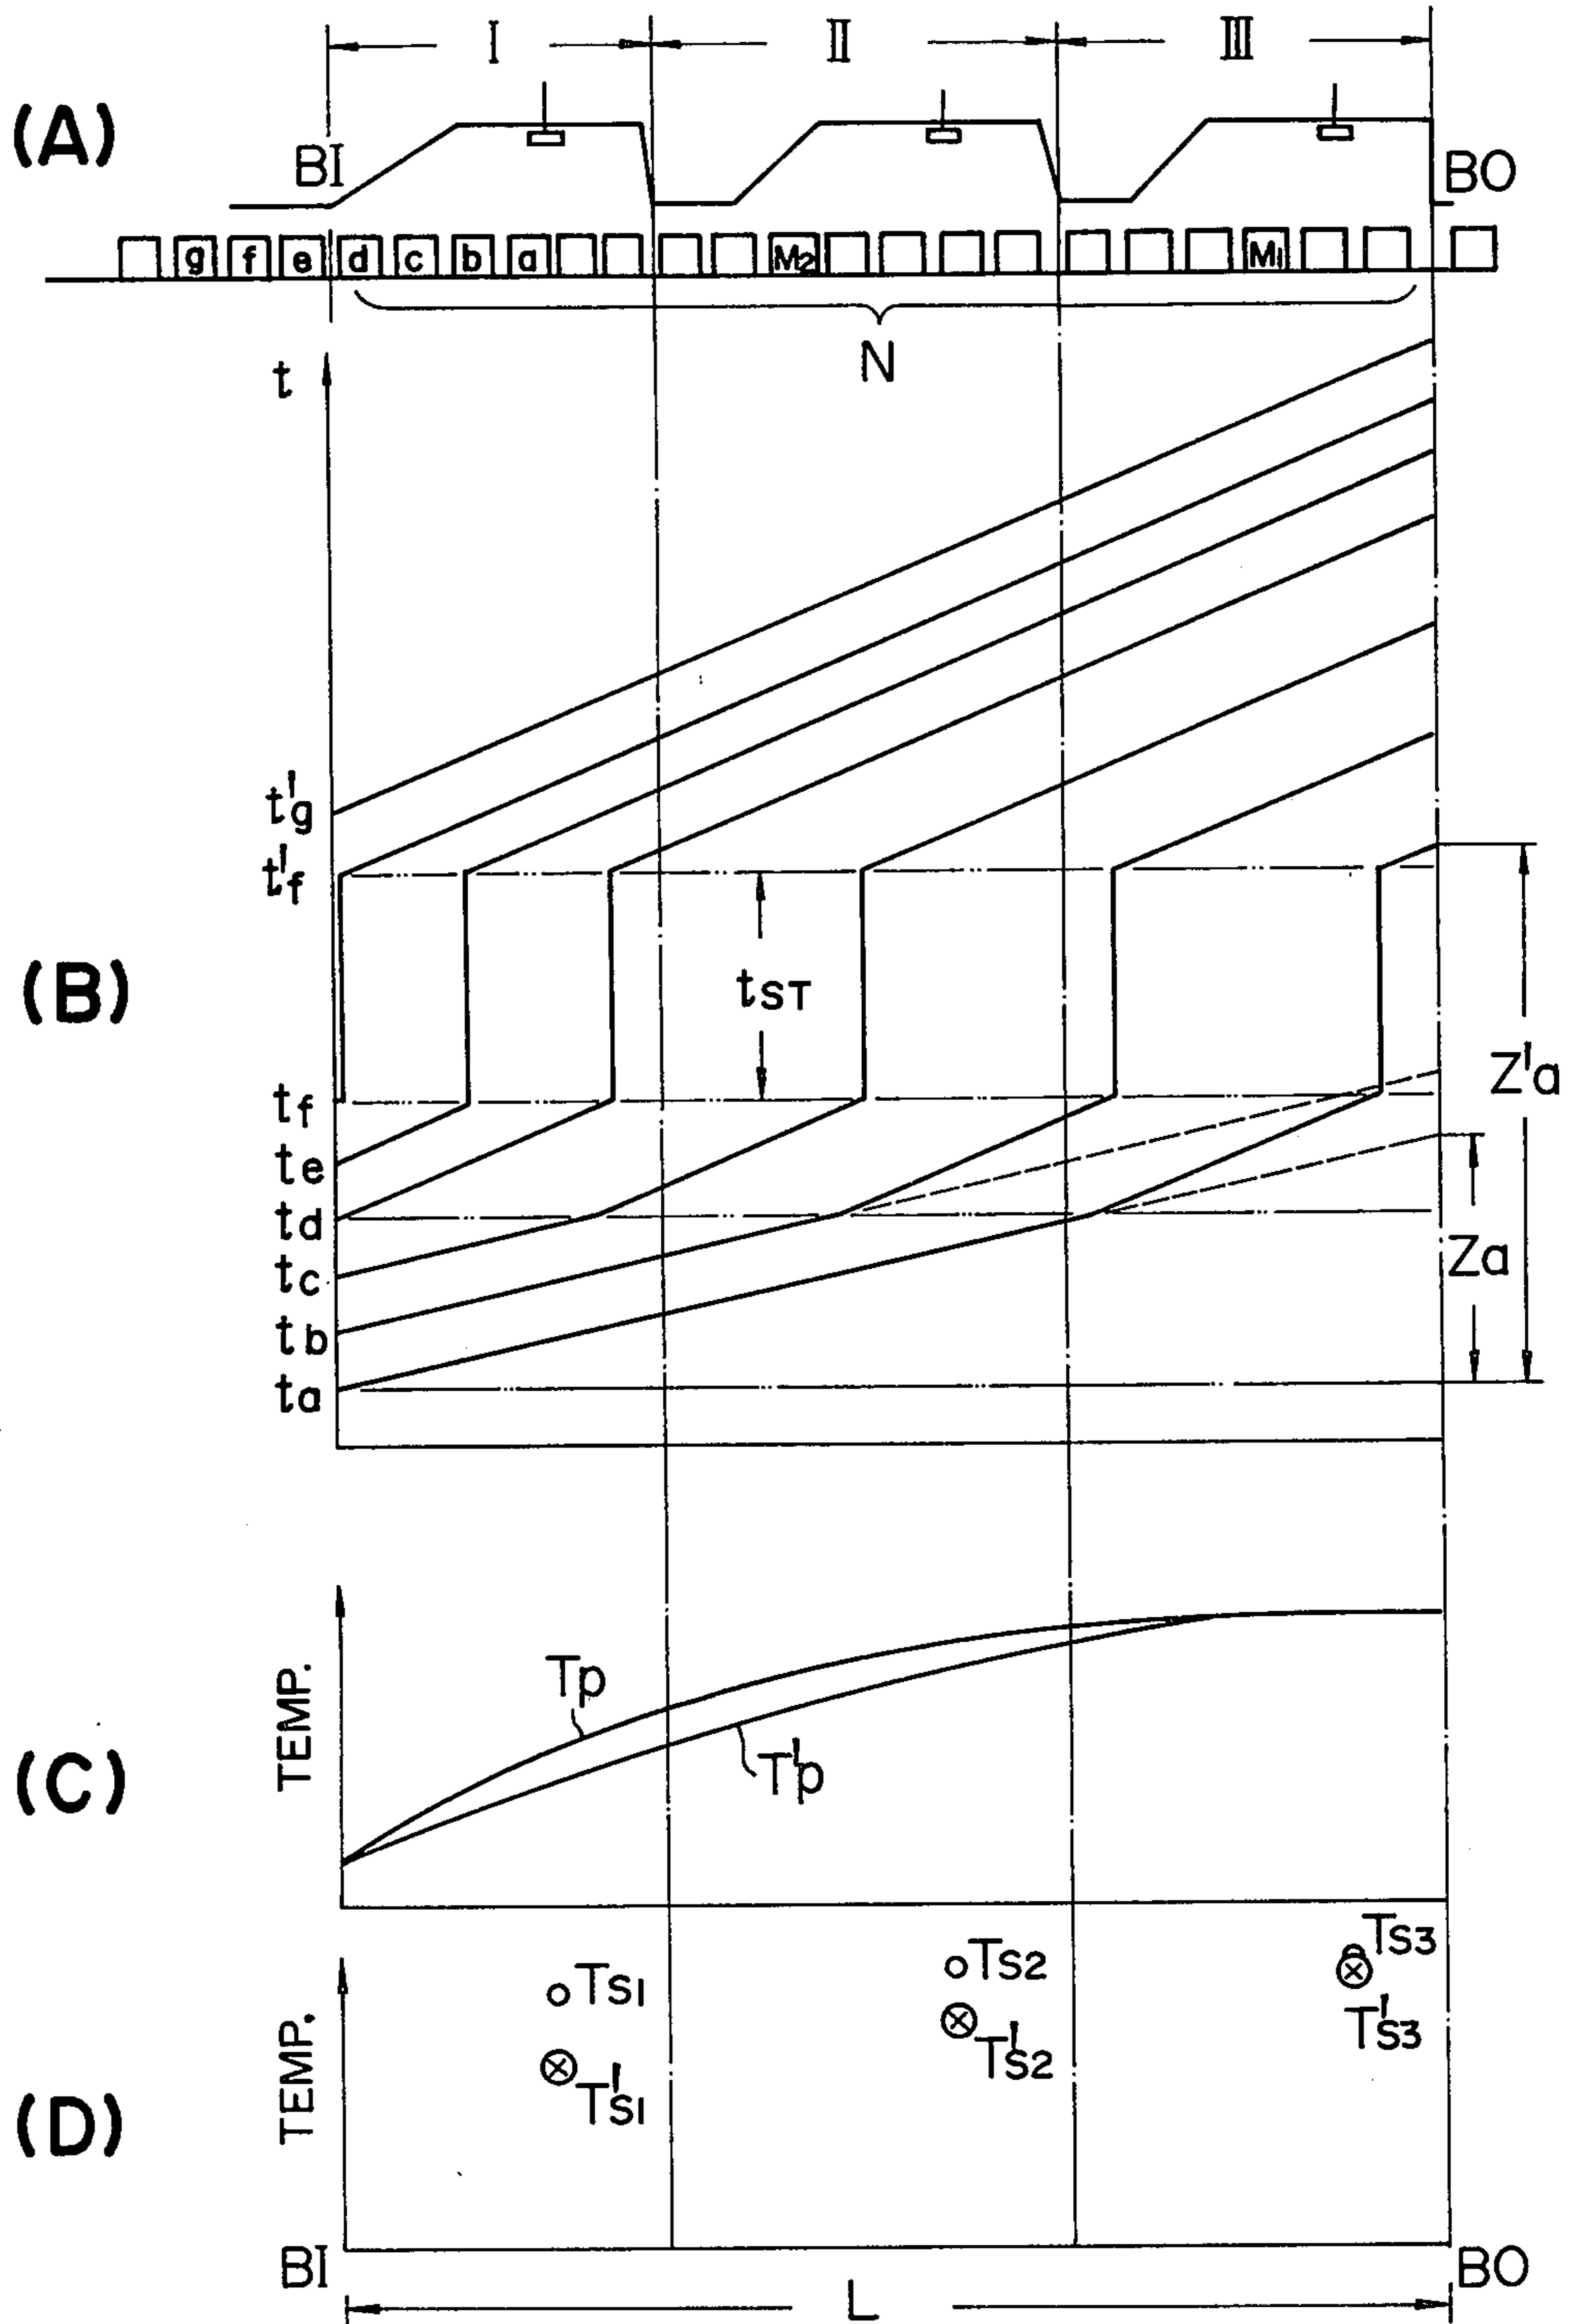 I II III
(A)
BI BO
g f e d c b a M2 M1
N
t
t'g
t'f
(B)
tST
Z'a
tf
te
td
Za
tc
tb
ta
(C)
TEMP.
Tp
T'p
(D)
TEMP.
TS1 TS2 TS3
T'S1 T'S2 T'S3
BI BO
L